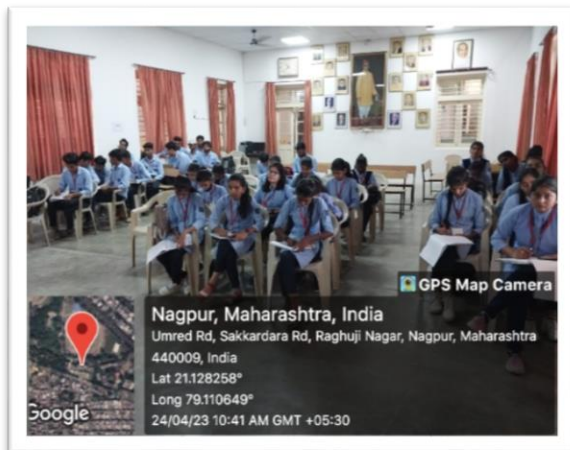 GPS Map Camera
Nagpur, Maharashtra, India
Umred Rd, Sakkardara Rd, Raghuji Nagar, Nagpur, Maharashtra
440009, India
Lat 21.128258°
Long 79.110649°
24/04/23 10:41 AM GMT +05:30
Google